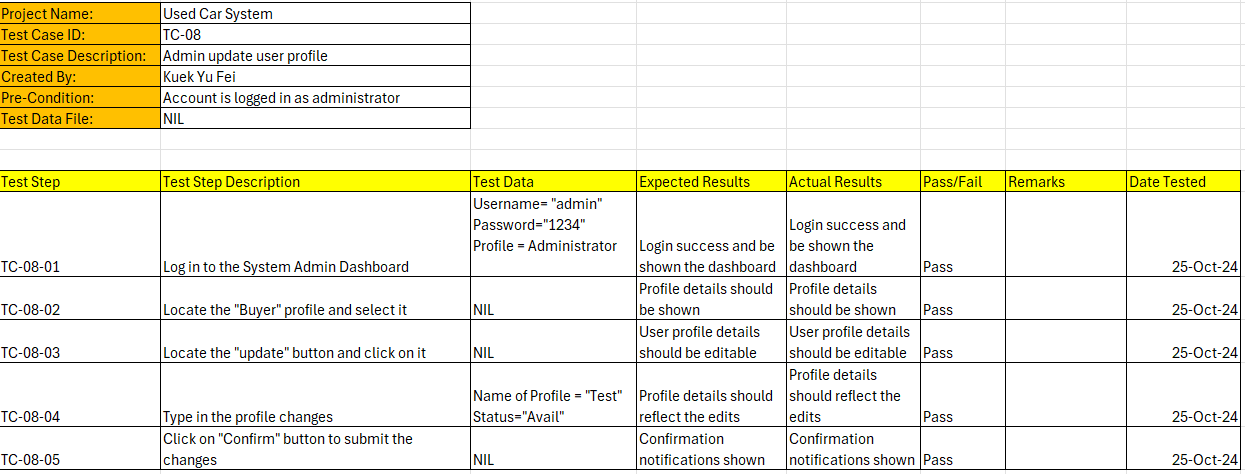 Project Name: Used Car System
Test Case ID: TC-08
Test Case Description: Admin update user profile
Created By: Kuek Yu Fei
Pre-Condition: Account is logged in as administrator
Test Data File: NIL
Test Step Test Step Description Test Data Expected Results Actual Results Pass/Fail Remarks Date Tested
TC-08-01
Log in to the System Admin Dashboard
Username= "admin"
Password="1234"
Profile = Administrator
Login success and be
shown the dashboard
Login success and
be shown the
dashboard
Pass
25-Oct-24
TC-08-02
Locate the "Buyer" profile and select it
NIL
Profile details should
be shown
Profile details
should be shown
Pass
25-Oct-24
TC-08-03
Locate the "update" button and click on it
NIL
User profile details
should be editable
User profile details
should be editable
Pass
25-Oct-24
TC-08-04
Type in the profile changes
Name of Profile = "Test"
Status="Avail"
Profile details should
reflect the edits
Profile details
should reflect the
edits
Pass
25-Oct-24
TC-08-05
Click on "Confirm" button to submit the
changes
NIL
Confirmation
notifications shown
Confirmation
notifications shown
Pass
25-Oct-24